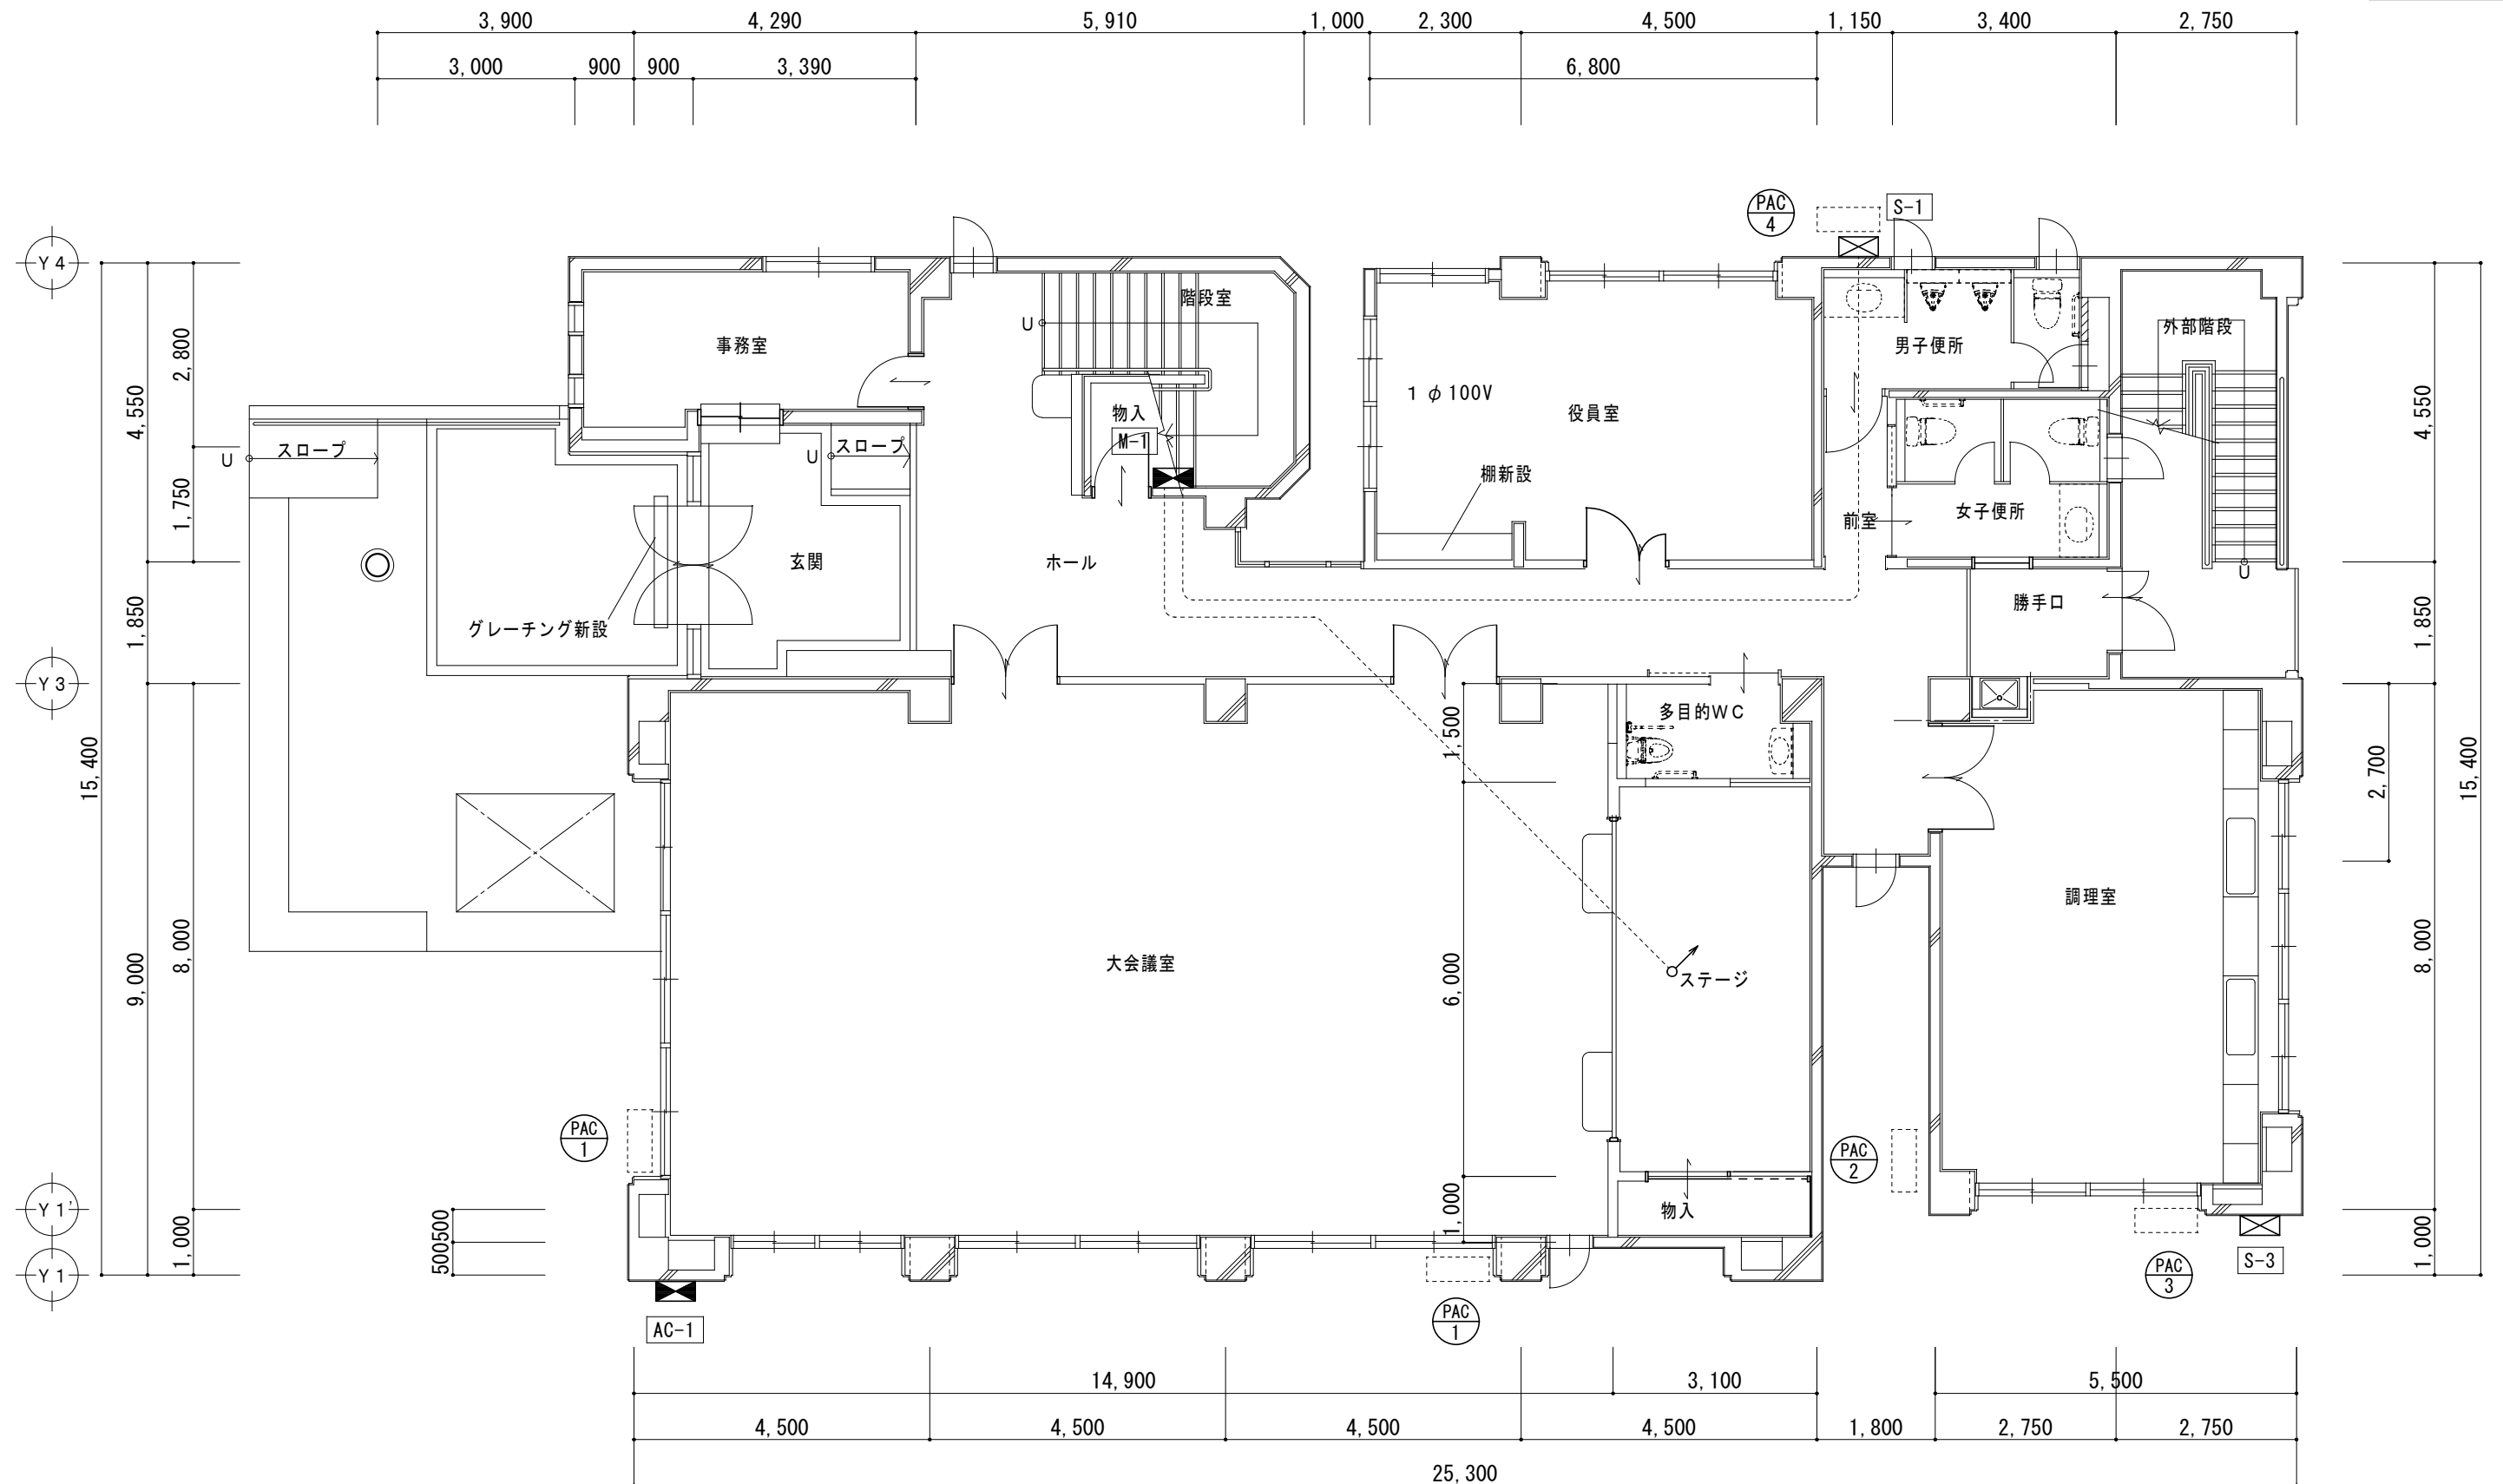 3,900 4,290 5,910 1,000 2,300 4,500 1,150 3,400 2,750
3,000 900 900 3,390 6,800
PAC
4
S-1
Y4
階段室
U
事務室
男子便所
外部階段
2,800
4,550
1φ100V
物入
役員室
4,550
M-1
U
スロープ
U
スロープ
棚新設
1,750
前室
女子便所
玄関
ホール
U
勝手口
1,850
グレーチング新設
1,850
Y3
多目的WC
1,500
15,400
2,700
15,400
調理室
8,000
9,000
大会議室
6,000
ステージ
8,000
PAC
1
PAC
2
Y1'
1,000
500
500
1,000
物入
1,000
Y1
PAC
3
S-3
AC-1
PAC
1
14,900 3,100 5,500
4,500 4,500 4,500 4,500 1,800 2,750 2,750
25,300